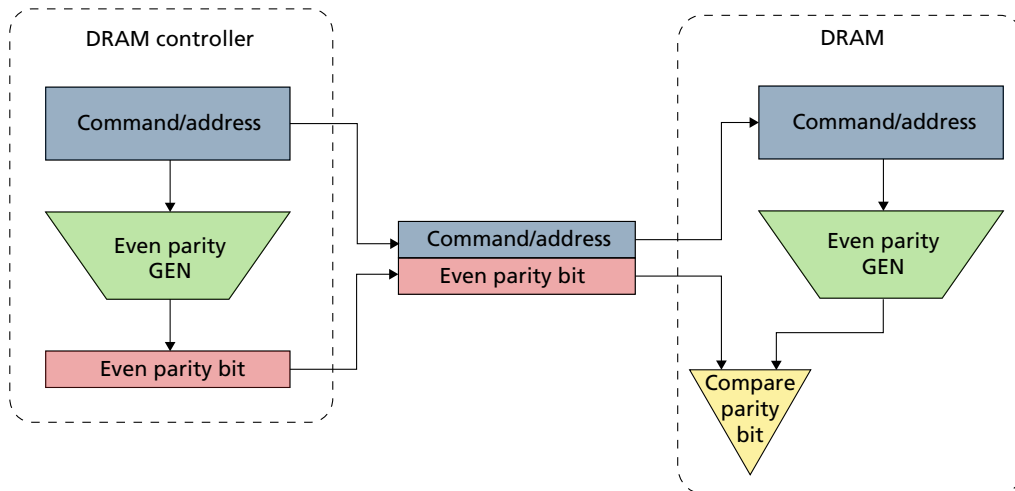 DRAM controller
Command/address
Even parity
GEN
Even parity bit
Command/address
Even parity bit
DRAM
Command/address
Even parity
GEN
Compare
parity
bit